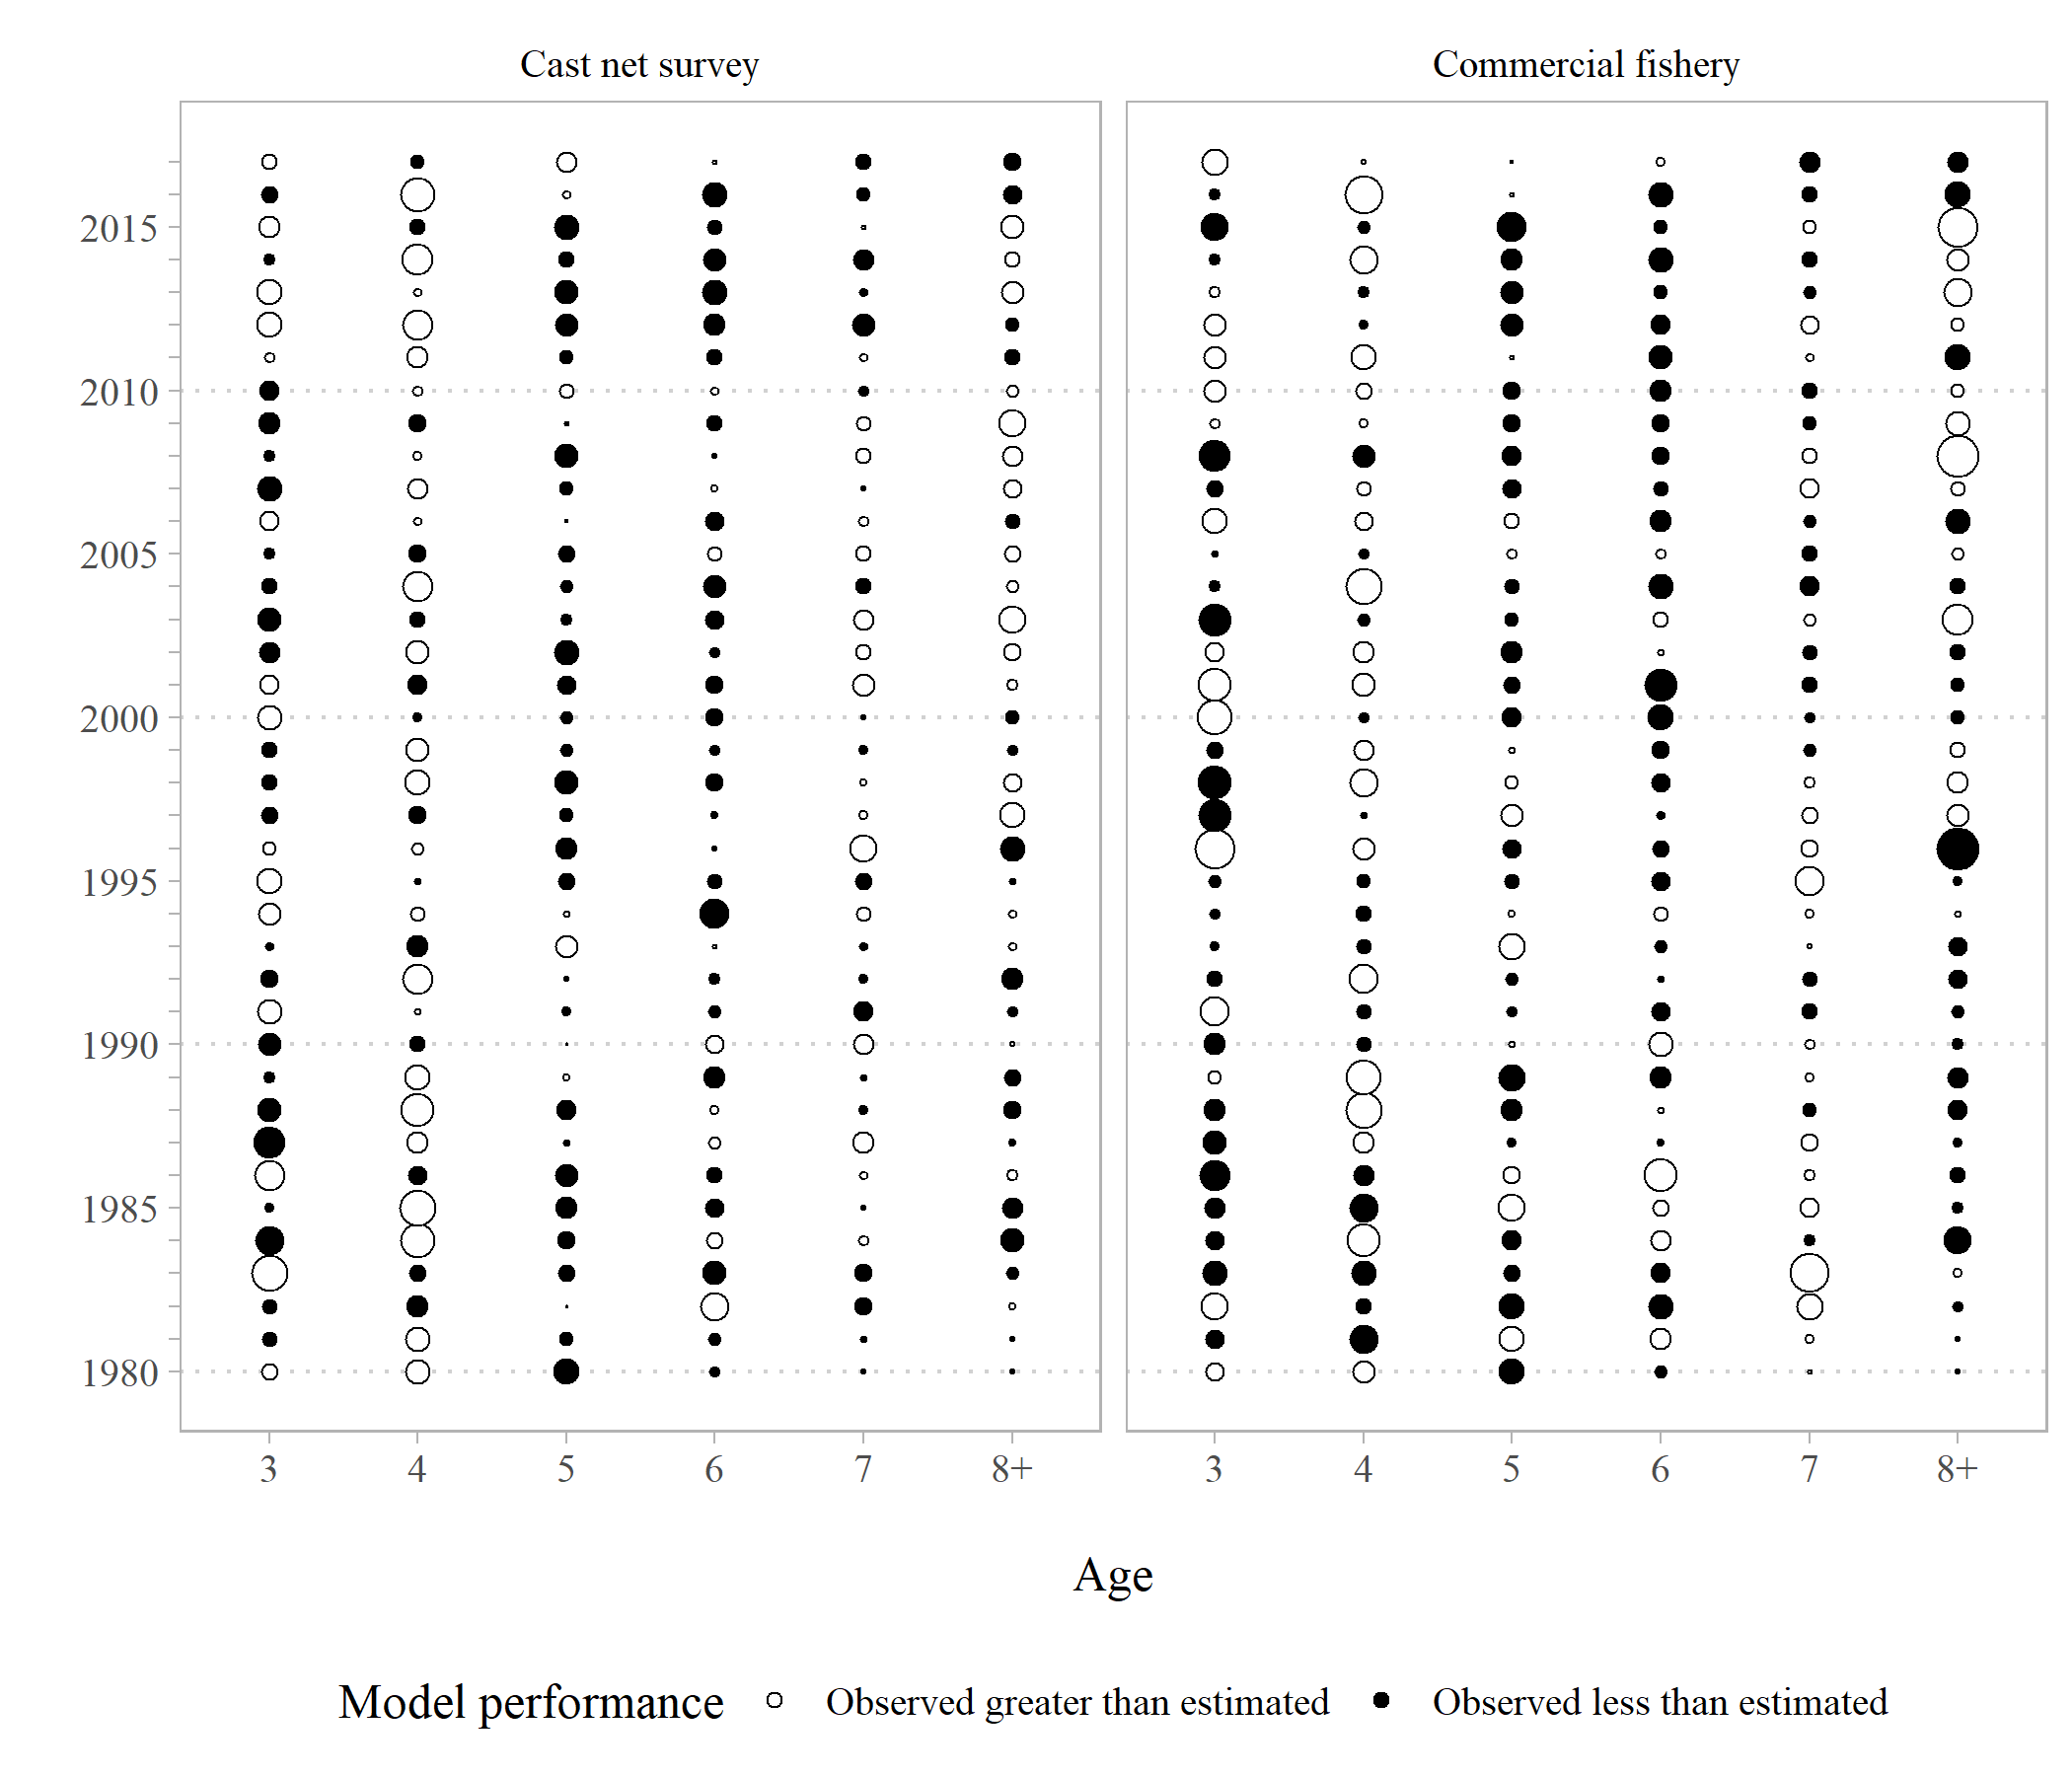 Cast net survey Commercial fishery
2015
2010
2005
2000
1995
1990
1985
1980
3 4 5 6 7 8+ 3 4 5 6 7 8+
Age
Model performance Observed greater than estimated Observed less than estimated